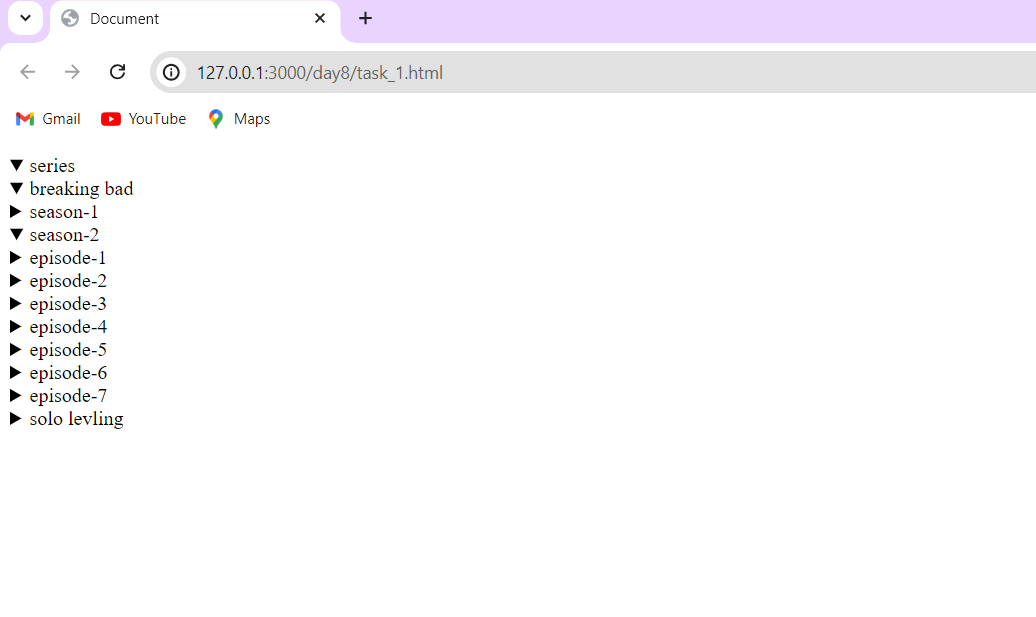 Document
127.0.0.1:3000/day8/task_1.html
Gmail YouTube Maps
series
breaking bad
season-1
season-2
episode-1
episode-2
episode-3
episode-4
episode-5
episode-6
episode-7
solo levling